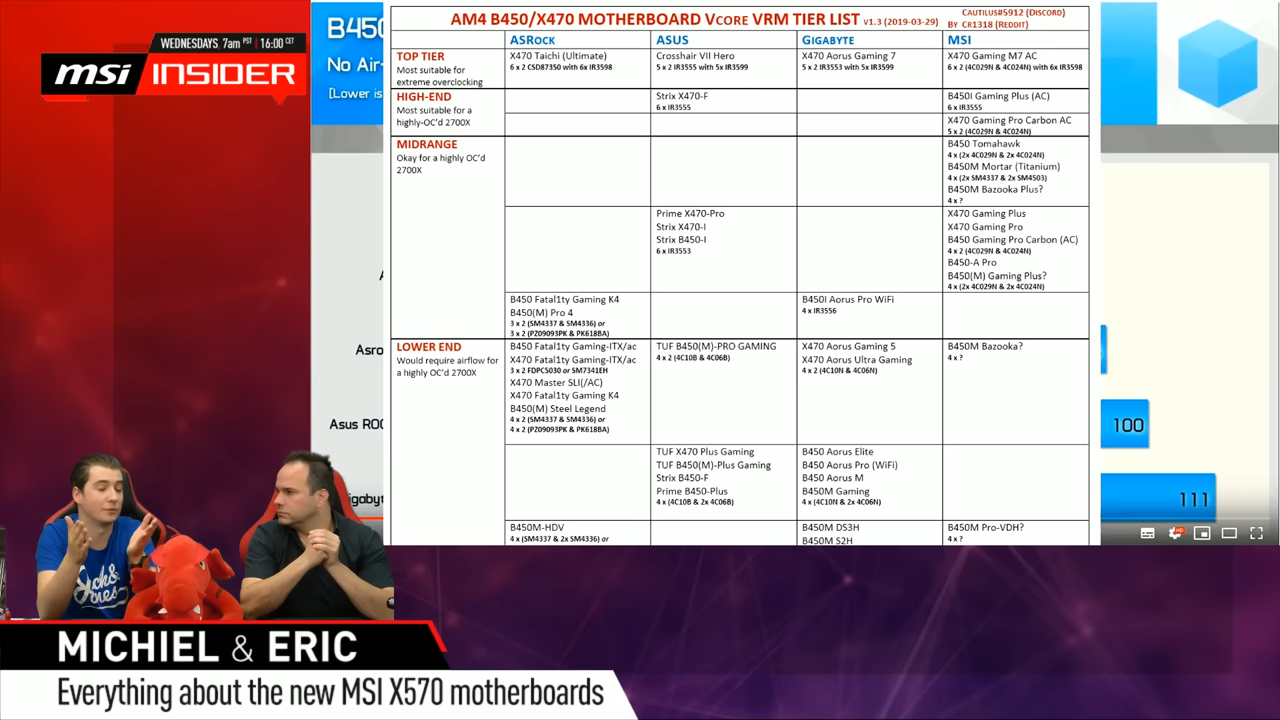 WEDNESDAYS 7am PST | 16:00 CET
msi INSIDER
B450
No Air
[Lower is
AM4 B450/X470 MOTHERBOARD VCORE VRM TIER LIST v1.3 (2019-03-29)
CAUTILUS#5912 (DISCORD)
BY CR1318 (REDDIT)
ASROCK ASUS GIGABYTE MSI
TOP TIER
Most suitable for
extreme overclocking
X470 Taichi (Ultimate)
6 x 2 CSD87350 with 6x IR3598
Crosshair VII Hero
5 x 2 IR3555 with 5x IR3599
X470 Aorus Gaming 7
5 x 2 IR3553 with 5x IR3599
X470 Gaming M7 AC
6 x 2 (4C029N & 4C024N) with 6x IR3598
HIGH-END
Most suitable for a
highly-OC'd 2700X
Strix X470-F
6 x IR3555
B450I Gaming Plus (AC)
6 x IR3555
X470 Gaming Pro Carbon AC
5 x 2 (4C029N & 4C024N)
MIDRANGE
Okay for a highly OC'd
2700X
B450 Tomahawk
4 x (2x 4C029N & 2x 4C024N)
B450M Mortar (Titanium)
4 x (2x SM4337 & 2x SM4503)
B450M Bazooka Plus?
4 x ?
Prime X470-Pro
Strix X470-I
Strix B450-I
6 x IR3553
X470 Gaming Plus
X470 Gaming Pro
B450 Gaming Pro Carbon (AC)
4 x 2 (4C029N & 4C024N)
B450-A Pro
B450(M) Gaming Plus?
4 x (2x 4C029N & 2x 4C024N)
B450 Fatal1ty Gaming K4
B450(M) Pro 4
3 x 2 (SM4337 & SM4336) or
3 x 2 (PZ09093PK & PK618BA)
B450I Aorus Pro WiFi
4 x IR3556
LOWER END
Would require airflow for
a highly OC'd 2700X
B450 Fatal1ty Gaming-ITX/ac
X470 Fatal1ty Gaming-ITX/ac
3 x 2 FDPC5030 or SM7341EH
X470 Master SLI(/AC)
X470 Fatal1ty Gaming K4
B450(M) Steel Legend
4 x 2 (SM4337 & SM4336) or
4 x 2 (PZ09093PK & PK618BA)
TUF B450(M)-PRO GAMING
4 x 2 (4C10B & 4C06B)
X470 Aorus Gaming 5
X470 Aorus Ultra Gaming
4 x 2 (4C10N & 4C06N)
B450M Bazooka?
4 x ?
TUF X470 Plus Gaming
TUF B450(M)-Plus Gaming
Strix B450-F
Prime B450-Plus
4 x (4C10B & 2x 4C06B)
B450 Aorus Elite
B450 Aorus Pro (WiFi)
B450 Aorus M
B450M Gaming
4 x (4C10N & 2x 4C06N)
B450M-HDV
4 x (SM4337 & 2x SM4336) or
B450M DS3H
B450M S2H
B450M Pro-VDH?
4 x ?
Asro
Asus RO
igabyt
100
111
HD
Jack &
Jones
MICHIEL & ERIC
Everything about the new MSI X570 motherboards